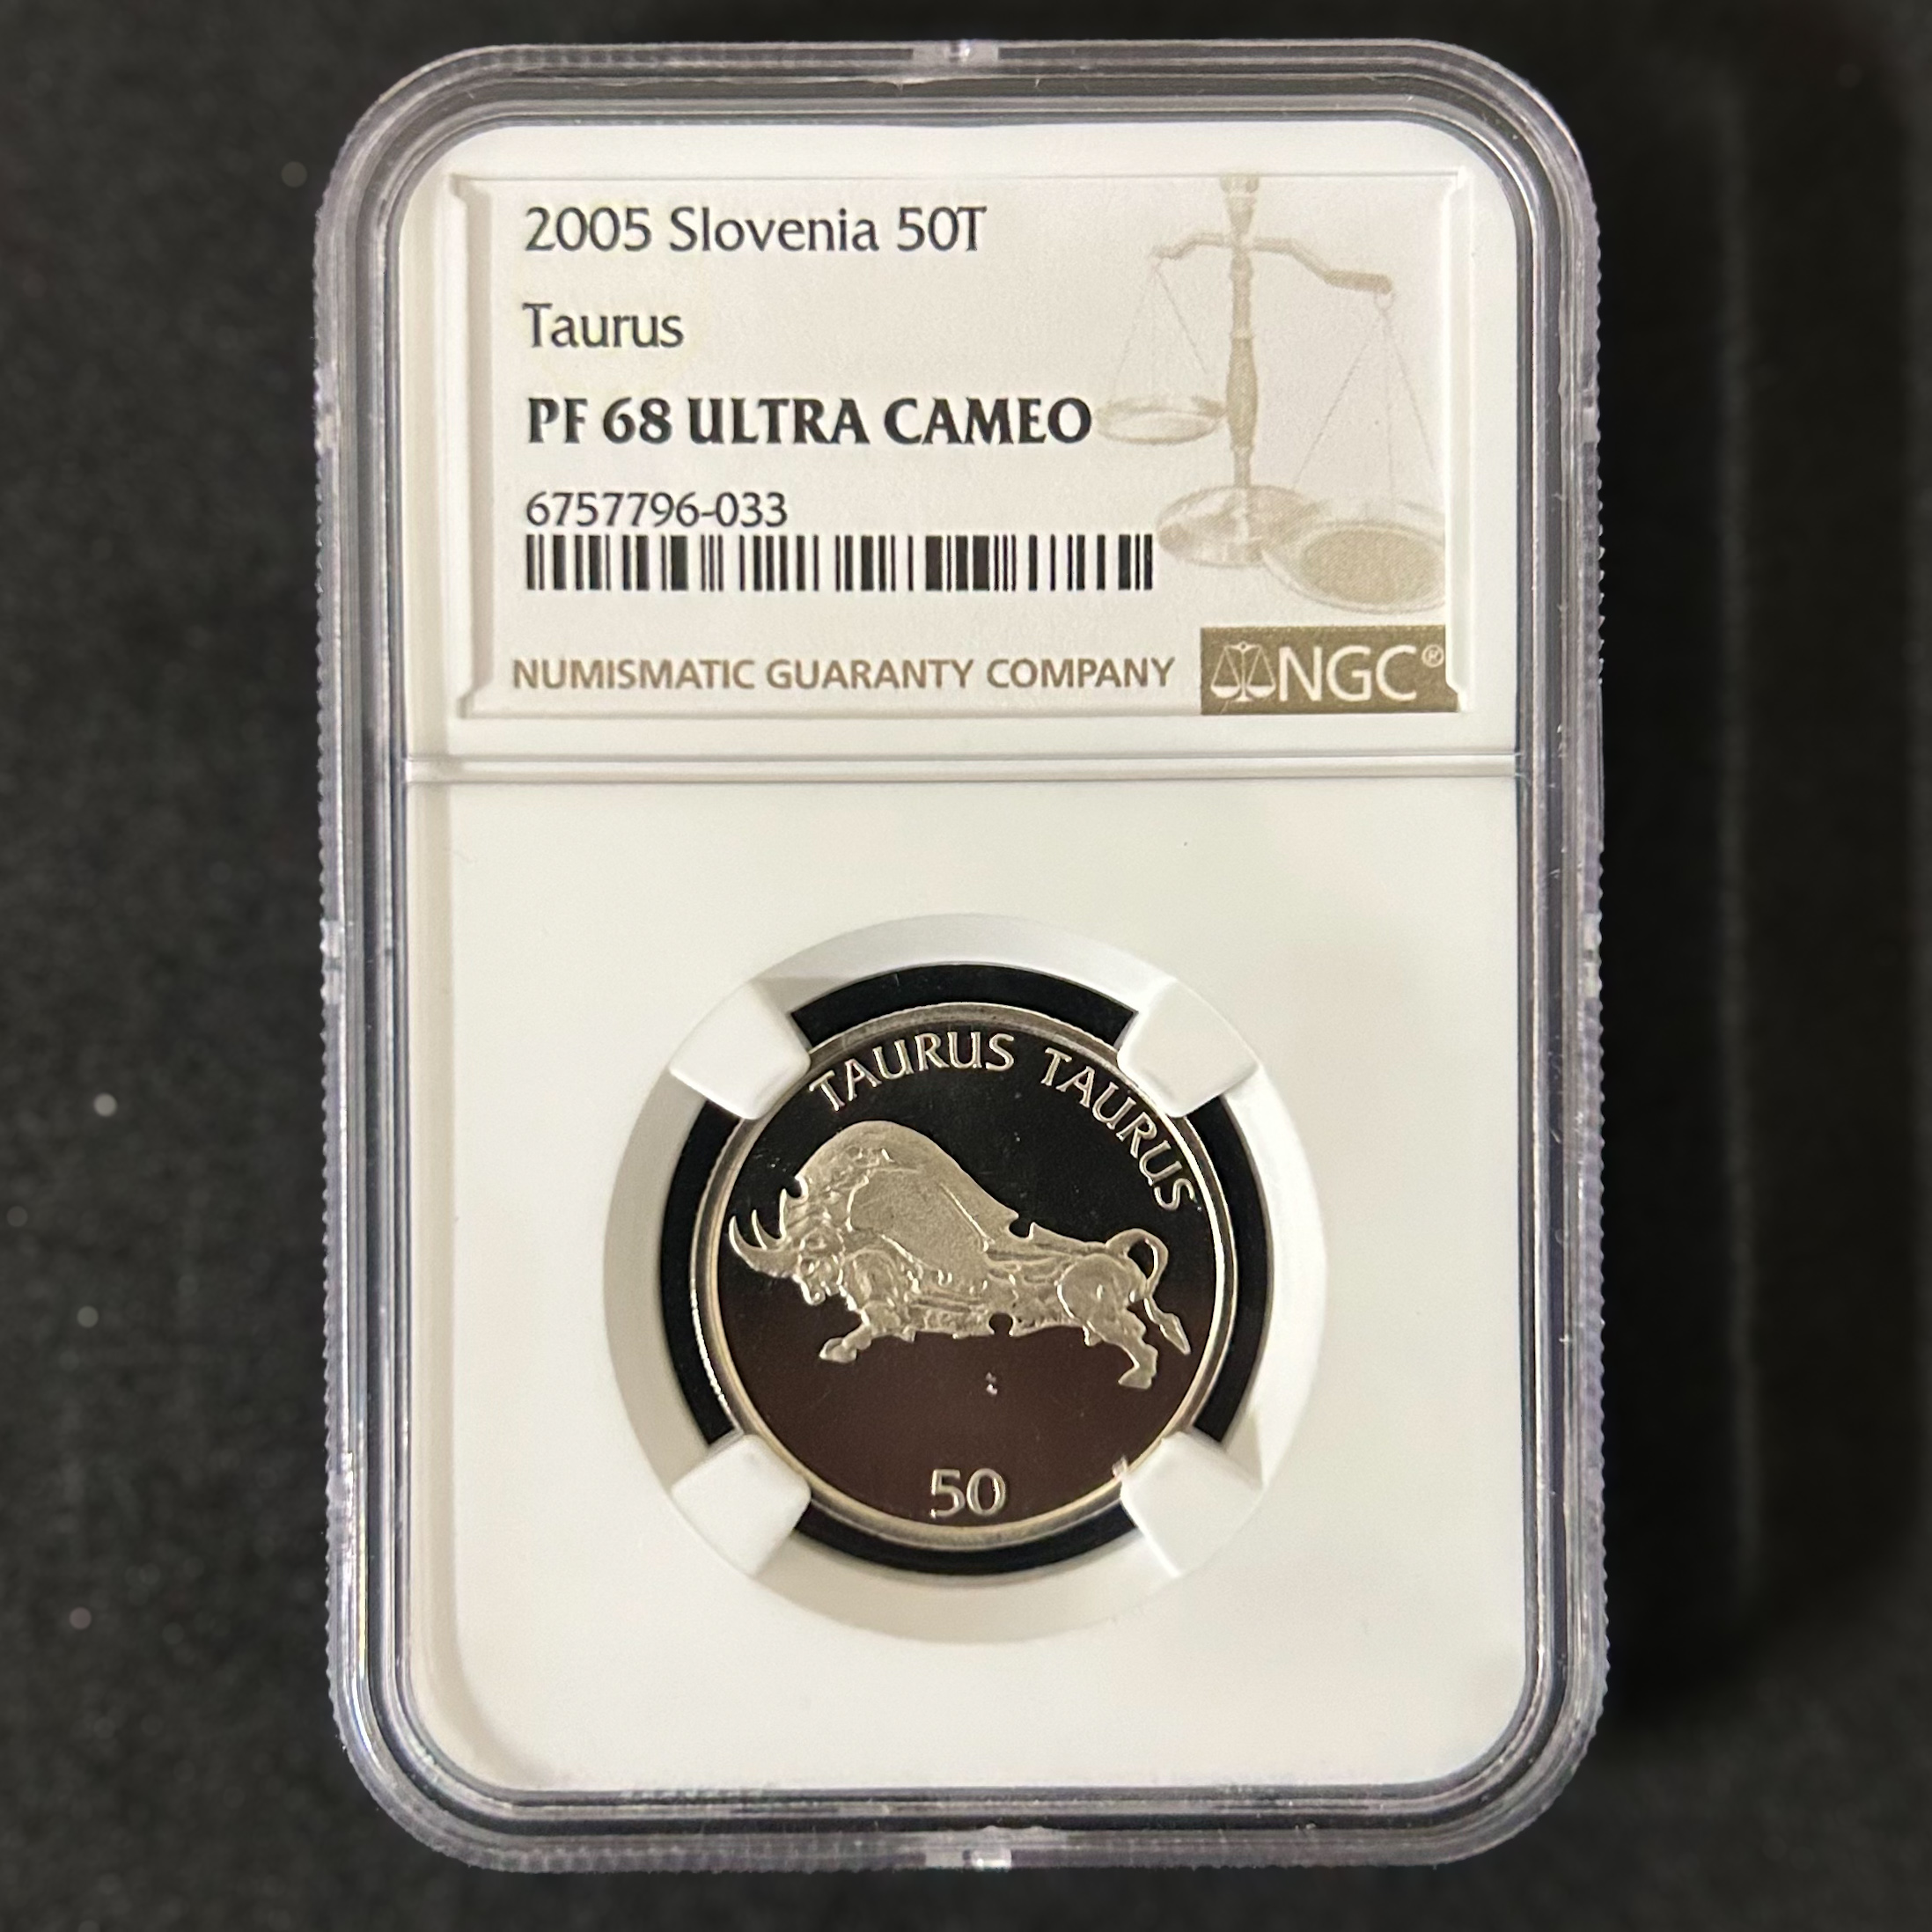 2005 Slovenia 50T
Taurus
PF 68 ULTRA CAMEO
6757796-033
NUMISMATIC GUARANTY COMPANY
NGC®
TAURUS TAURUS
50